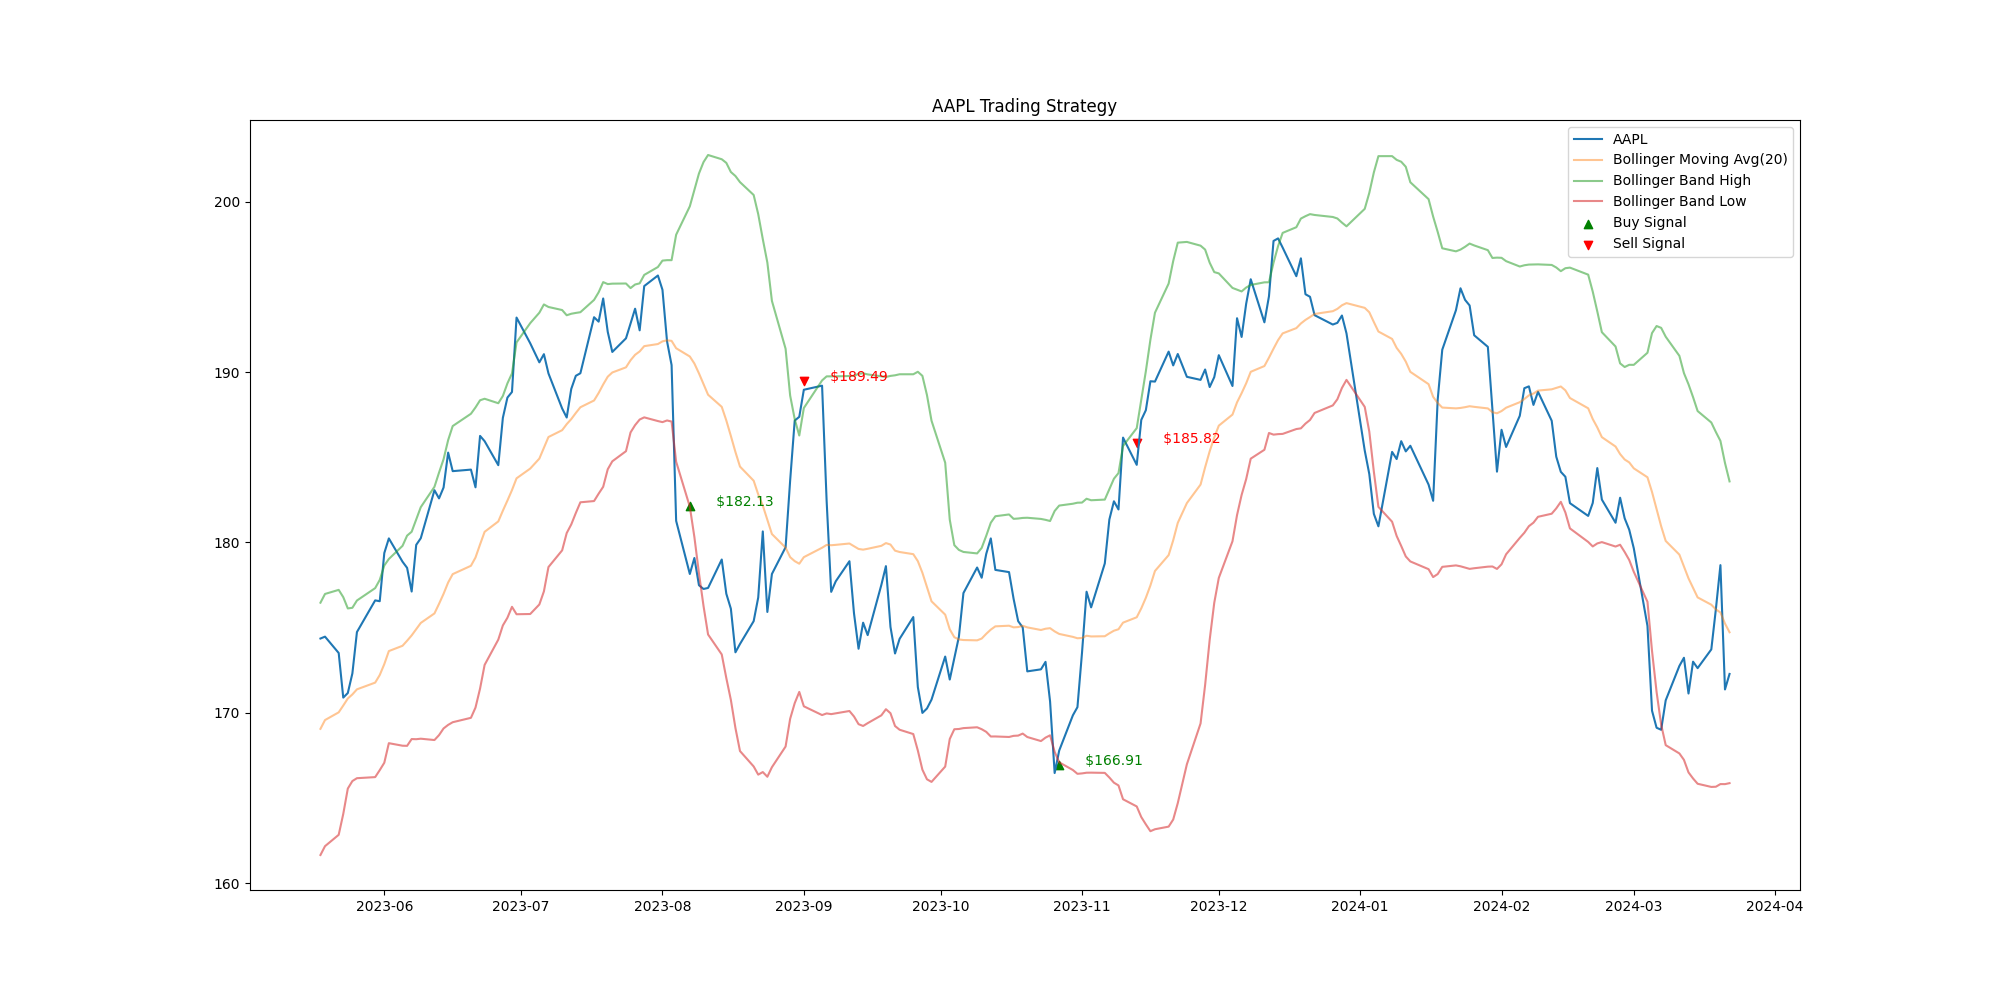 AAPL Trading Strategy
AAPL
Bollinger Moving Avg(20)
Bollinger Band High
Bollinger Band Low
Buy Signal
Sell Signal
200
190
180
170
160
$189.49
$185.82
$182.13
$166.91
2023-06 2023-07 2023-08 2023-09 2023-10 2023-11 2023-12 2024-01 2024-02 2024-03 2024-04